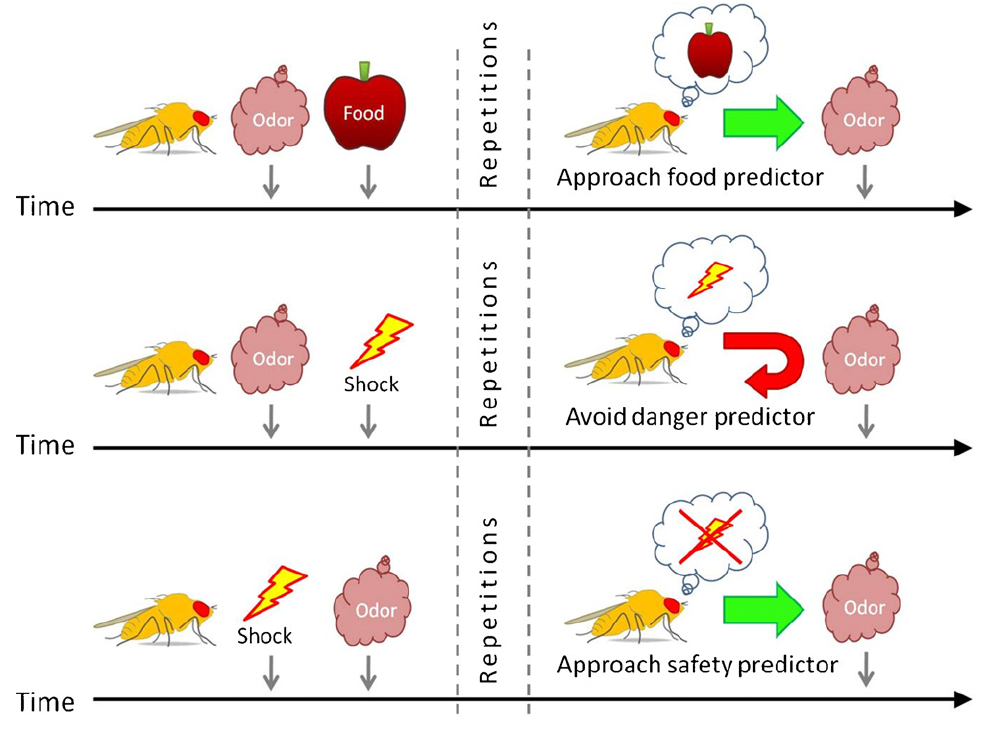 Odor
Food
Repetitions
Odor
Approach food predictor
Time
Odor
Shock
Repetitions
Odor
Avoid danger predictor
Time
Shock
Odor
Repetitions
Odor
Approach safety predictor
Time